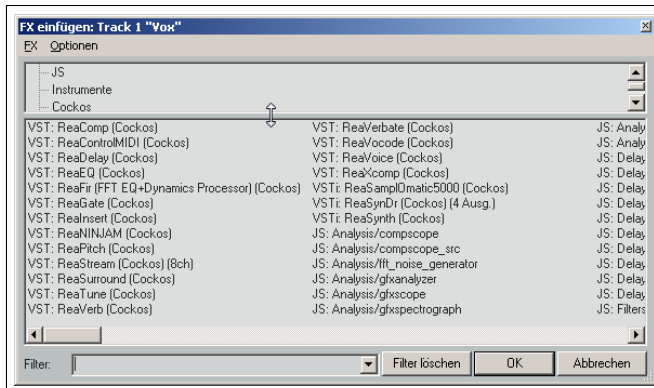 FX einfügen: Track 1 "Vox"
FX Optionen
JS
Instrumente
Cockos
VST: ReaComp (Cockos)
VST: ReaControlMIDI (Cockos)
VST: ReaDelay (Cockos)
VST: ReaEQ (Cockos)
VST: ReaFir (FFT EQ+Dynamics Processor) (Cockos)
VST: ReaGate (Cockos)
VST: ReaInsert (Cockos)
VST: ReaNINJAM (Cockos)
VST: ReaPitch (Cockos)
VST: ReaStream (Cockos) (8ch)
VST: ReaSurround (Cockos)
VST: ReaTune (Cockos)
VST: ReaVerb (Cockos)
VST: ReaVerbate (Cockos)
VST: ReaVocode (Cockos)
VST: ReaVoice (Cockos)
VST: ReaXcomp (Cockos)
VSTi: ReaSamplOmatic5000 (Cockos)
VSTi: ReaSynDr (Cockos) (4 Ausg.)
VSTi: ReaSynth (Cockos)
JS: Analysis/compscope
JS: Analysis/compscope_src
JS: Analysis/fft_noise_generator
JS: Analysis/gfxanalyzer
JS: Analysis/gfxscope
JS: Analysis/gfxspectrograph
JS: Analy
JS: Analy
JS: Delay
JS: Delay
JS: Delay
JS: Delay
JS: Delay
JS: Delay
JS: Delay
JS: Delay
JS: Delay
JS: Delay
JS: Filters
Filter:
Filter löschen
OK
Abbrechen